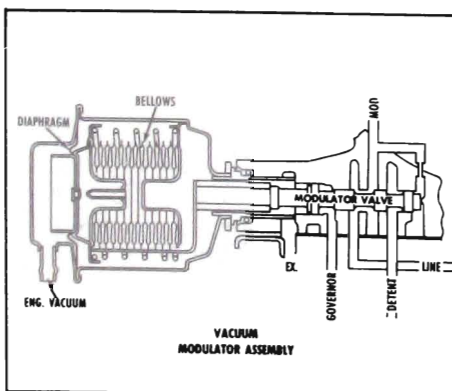 BELLOWS
DIAPHRAGM
MOD
MODULATOR VALVE
EX.
GOVERNOR
DETENT
LINE
ENG. VACUUM
VACUUM
MODULATOR ASSEMBLY